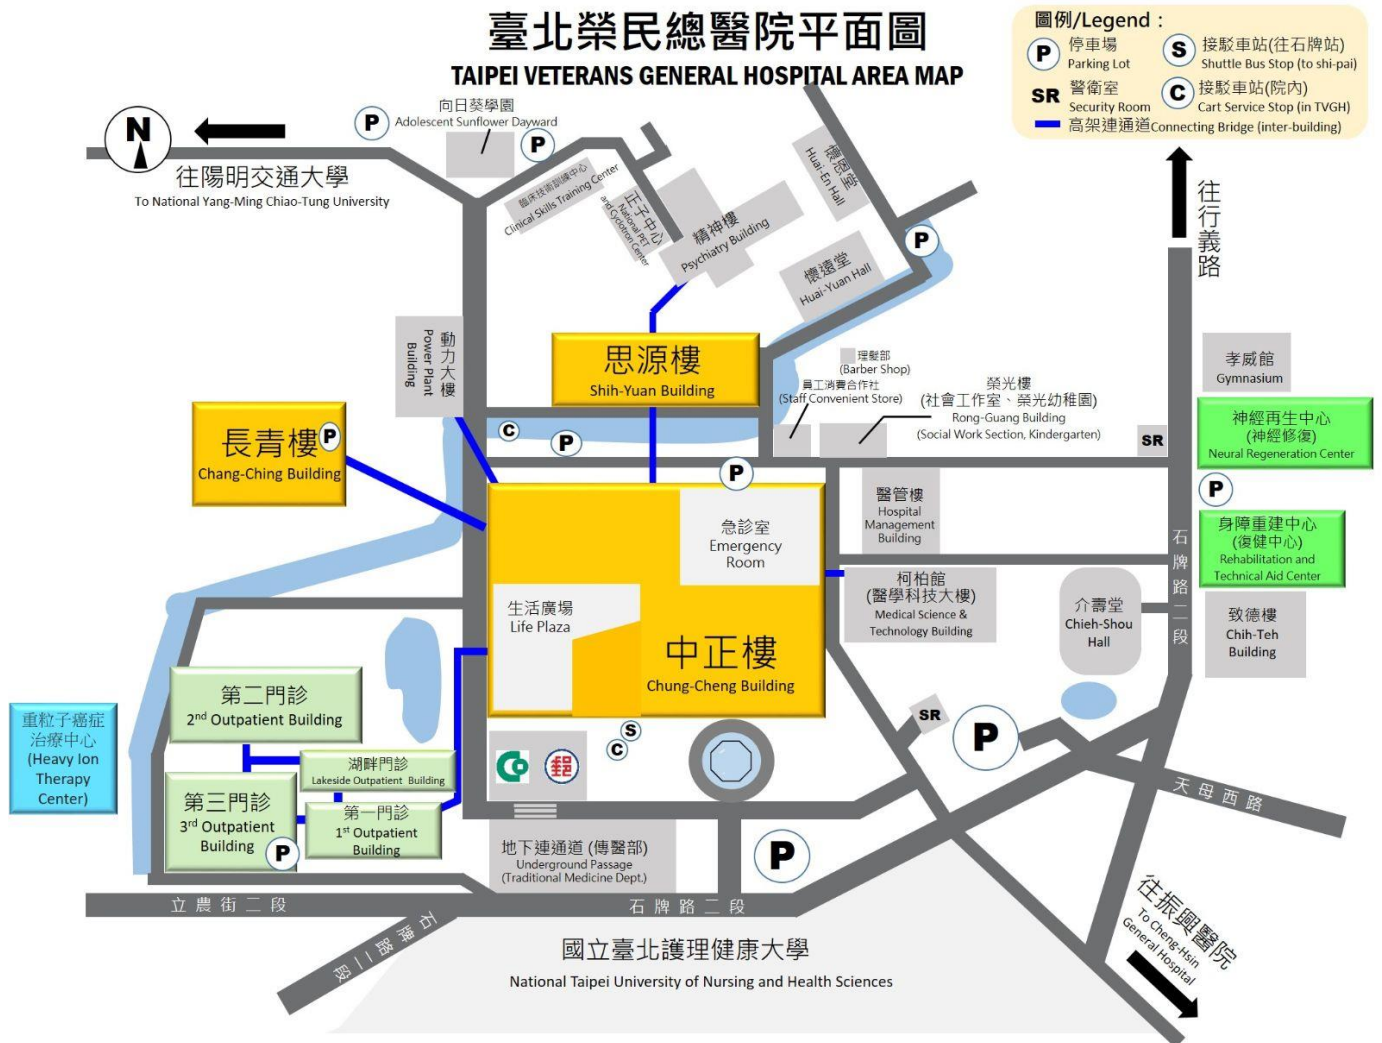 臺北榮民總醫院平面圖
TAIPEI VETERANS GENERAL HOSPITAL AREA MAP
圖例/Legend：
P
停車場
Parking Lot
S
接駁車站(往石牌站)
Shuttle Bus Stop (to shi-pai)
SR
警衛室
Security Room
C
接駁車站(院內)
Cart Service Stop (in TVGH)
高架連通道Connecting Bridge (inter-building)
N
往陽明交通大學
To National Yang-Ming Chiao-Tung University
P
向日葵學園
Adolescent Sunflower Dayward
P
臨床技術訓練中心
Clinical Skills Training Center
正子中心
National PET
and Cyclotron Center
精神樓
Psychiatry Building
懷恩堂
Huai-En Hall
懷遠堂
Huai-Yuan Hall
P
往行義路
動力大樓
Power Plant
Building
思源樓
Shih-Yuan Building
理髮部
(Barber Shop)
員工消費合作社
(Staff Convenient Store)
榮光樓
(社會工作室、榮光幼稚園)
Rong-Guang Building
(Social Work Section, Kindergarten)
孝威館
Gymnasium
長青樓
P
Chang-Ching Building
C
P
P
SR
神經再生中心
(神經修復)
Neural Regeneration Center
P
急診室
Emergency
Room
醫管樓
Hospital
Management
Building
身障重建中心
(復健中心)
Rehabilitation and
Technical Aid Center
石牌路二段
生活廣場
Life Plaza
中正樓
Chung-Cheng Building
柯柏館
(醫學科技大樓)
Medical Science &
Technology Building
介壽堂
Chieh-Shou
Hall
致德樓
Chih-Teh
Building
重粒子癌症
治療中心
(Heavy Ion
Therapy
Center)
第二門診
2nd Outpatient Building
湖畔門診
Lakeside Outpatient Building
第三門診
3rd Outpatient
Building
P
第一門診
1st Outpatient
Building
S
C
郵
SR
P
天母西路
地下連通道 (傳醫部)
Underground Passage
(Traditional Medicine Dept.)
P
立農街二段
石牌路二段
石牌路二段
往振興醫院
To Cheng-Hsin
General Hospital
國立臺北護理健康大學
National Taipei University of Nursing and Health Sciences